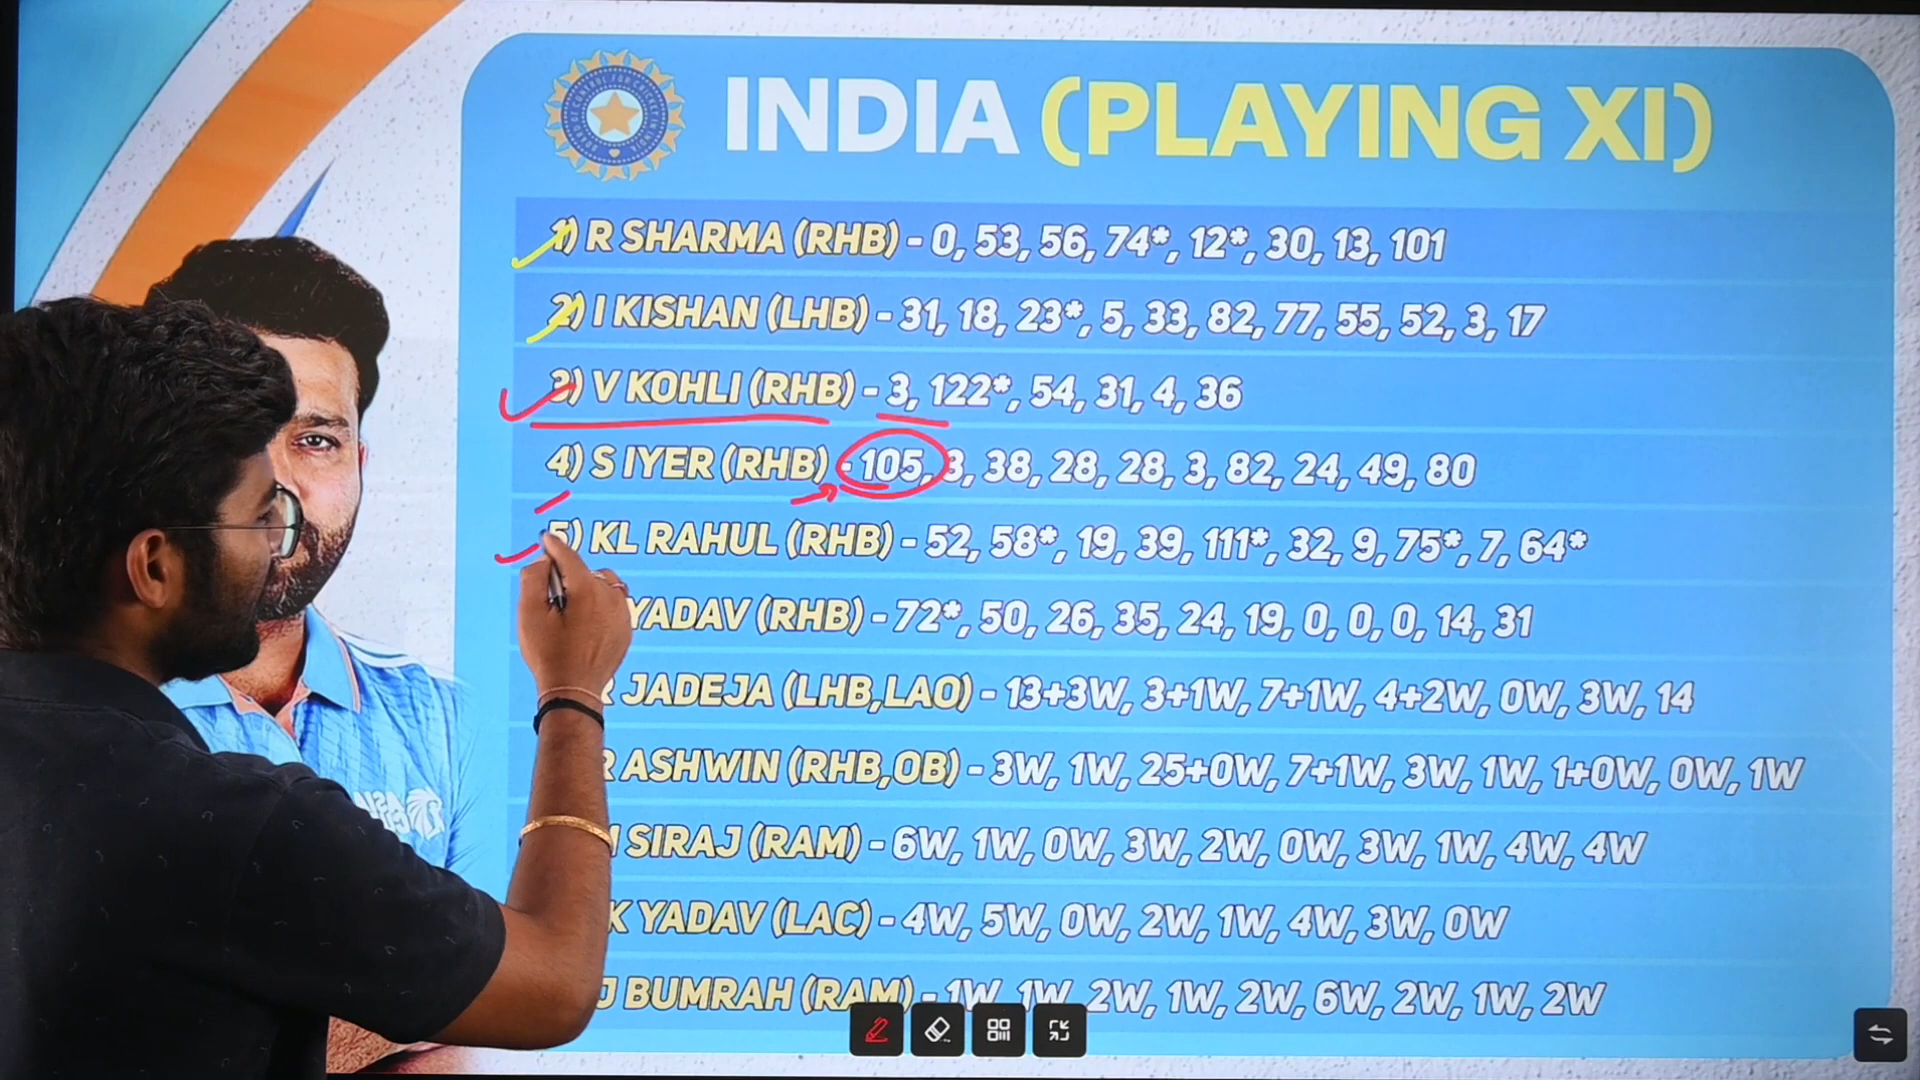 INDIA (PLAYING XI)
1) R SHARMA (RHB) - 0, 53, 56, 74*, 12*, 30, 13, 101
2) I KISHAN (LHB) - 31, 18, 23*, 5, 33, 82, 77, 55, 52, 3, 17
3) V KOHLI (RHB) - 3, 122*, 54, 31, 4, 36
4) S IYER (RHB) - 105, 3, 38, 28, 28, 3, 82, 24, 49, 80
5) KL RAHUL (RHB) - 52, 58*, 19, 39, 111*, 32, 9, 75*, 7, 64*
YADAV (RHB) - 72*, 50, 26, 35, 24, 19, 0, 0, 0, 14, 31
R JADEJA (LHB,LAO) - 13+3W, 3+1W, 7+1W, 4+2W, 0W, 3W, 14
R ASHWIN (RHB,OB) - 3W, 1W, 25+0W, 7+1W, 3W, 1W, 1+0W, 0W, 1W
SIRAJ (RAM) - 6W, 1W, 0W, 3W, 2W, 0W, 3W, 1W, 4W, 4W
K YADAV (LAC) - 4W, 5W, 0W, 2W, 1W, 4W, 3W, 0W
J BUMRAH (RAM) - 1W, 1W, 2W, 1W, 2W, 6W, 2W, 1W, 2W